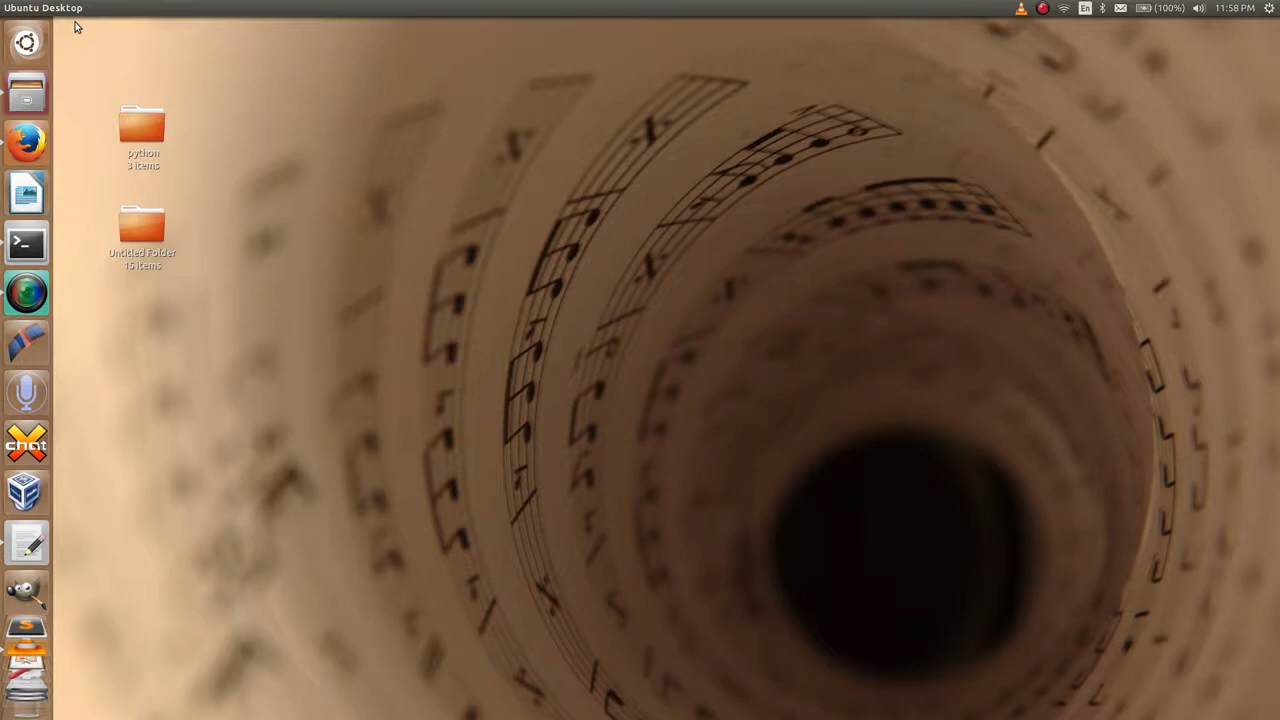 Ubuntu Desktop
En
(100%)
11:58 PM
python
3 items
Untitled Folder
15 items
chat